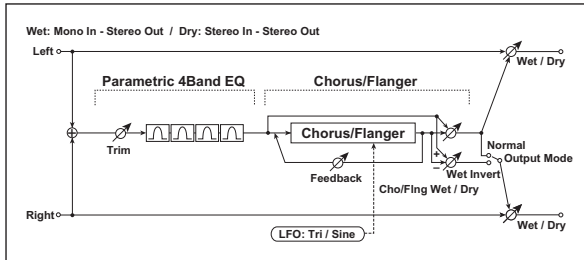 Wet: Mono In - Stereo Out / Dry: Stereo In - Stereo Out
Left
Wet / Dry
Parametric 4Band EQ
Chorus/Flanger
Trim
Chorus/Flanger
Feedback
+
−
Normal
Output Mode
Wet Invert
Cho/Flng Wet / Dry
Right
Wet / Dry
LFO: Tri / Sine